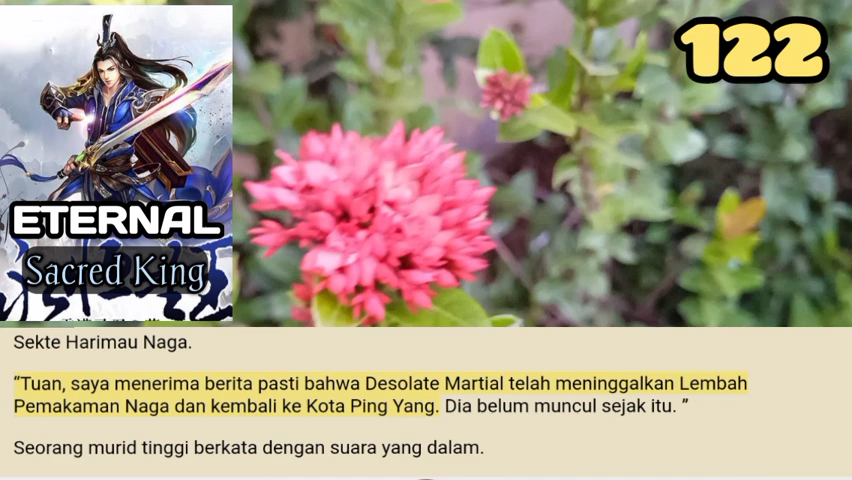 122
ETERNAL
Sacred King
Sekte Harimau Naga.
“Tuan, saya menerima berita pasti bahwa Desolate Martial telah meninggalkan Lembah
Pemakaman Naga dan kembali ke Kota Ping Yang. Dia belum muncul sejak itu. ”
Seorang murid tinggi berkata dengan suara yang dalam.